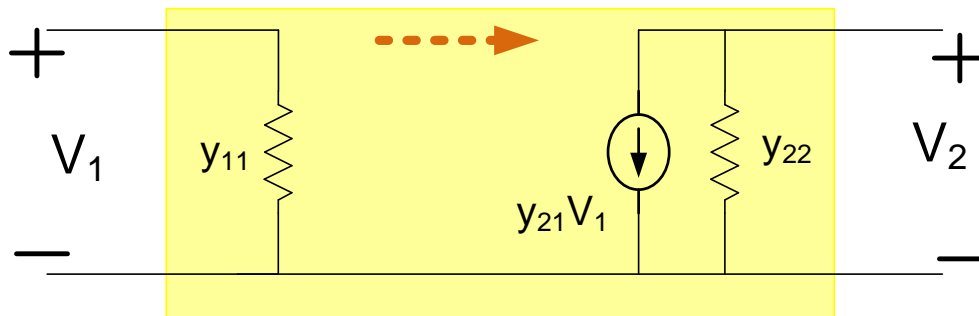 +
+
V₁
y₁₁
y₂₁V₁
y₂₂
V₂
−
−